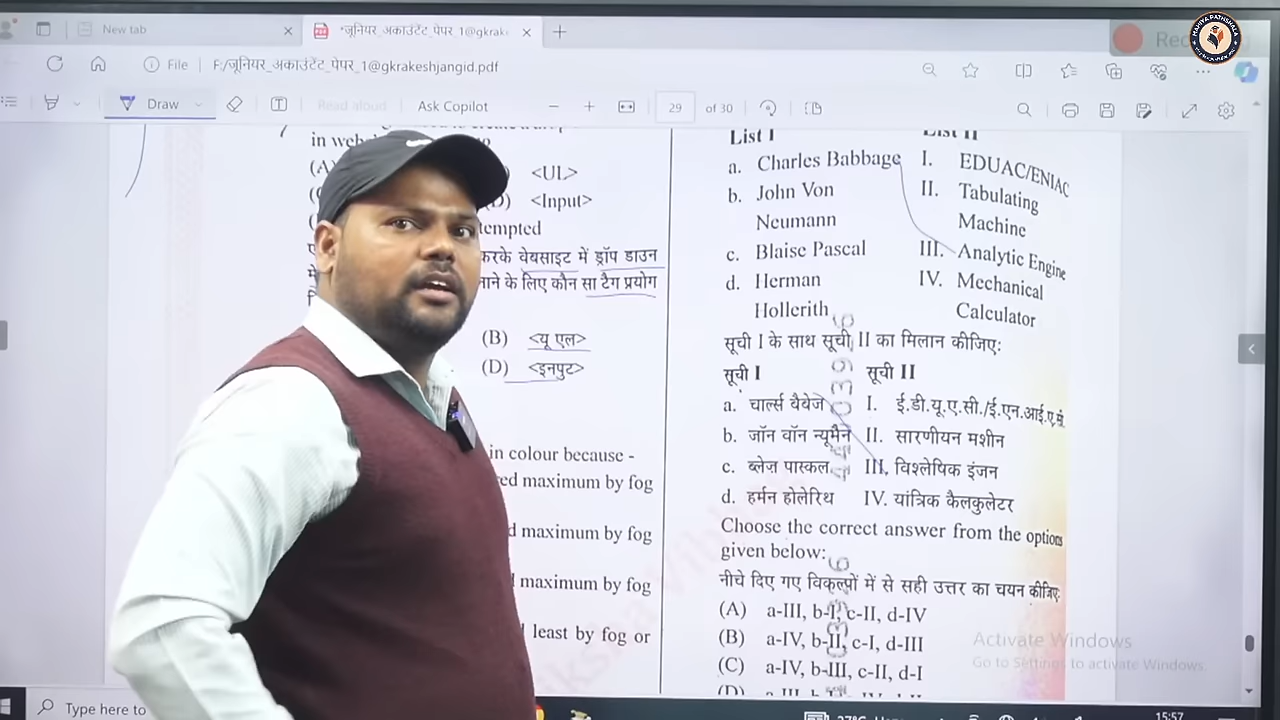 New tab
*जूनियर_अकाउंटेंट_पेपर_1@gkrak
File F:/जूनियर_अकाउंटेंट_पेपर_1@gkrakeshjangid.pdf
Draw Read aloud Ask Copilot 29 of 30
in web
(A) <UL>
<Input>
tempted
करके वेबसाइट में ड्रॉप डाउन
नाने के लिए कौन सा टैग प्रयोग
(B) <यू एल>
(D) <इनपुट>
in colour because -
maximum by fog
maximum by fog
maximum by fog
least by fog or
List I List II
a. Charles Babbage I. EDUAC/ENIAC
b. John Von II. Tabulating
Neumann Machine
c. Blaise Pascal III. Analytic Engine
d. Herman IV. Mechanical
Hollerith Calculator
सूची I के साथ सूची II का मिलान कीजिए:
सूची I सूची II
a. चार्ल्स वैबेज I. ई.डी.यू.ए.सी./ई.एन.आई.ए.सी.
b. जॉन वॉन न्यूमैन II. सारणीयन मशीन
c. ब्लेज़ पास्कल III. विश्लेषिक इंजन
d. हर्मन होलेरिथ IV. यांत्रिक कैलकुलेटर
Choose the correct answer from the options
given below:
नीचे दिए गए विकल्पों में से सही उत्तर का चयन कीजिए:
(A) a-III, b-I, c-II, d-IV
(B) a-IV, b-II, c-I, d-III
(C) a-IV, b-III, c-II, d-I
Activate Windows
Go to Settings to activate Windows.
Type here to
15:57
MAHIYA PATHSHALA